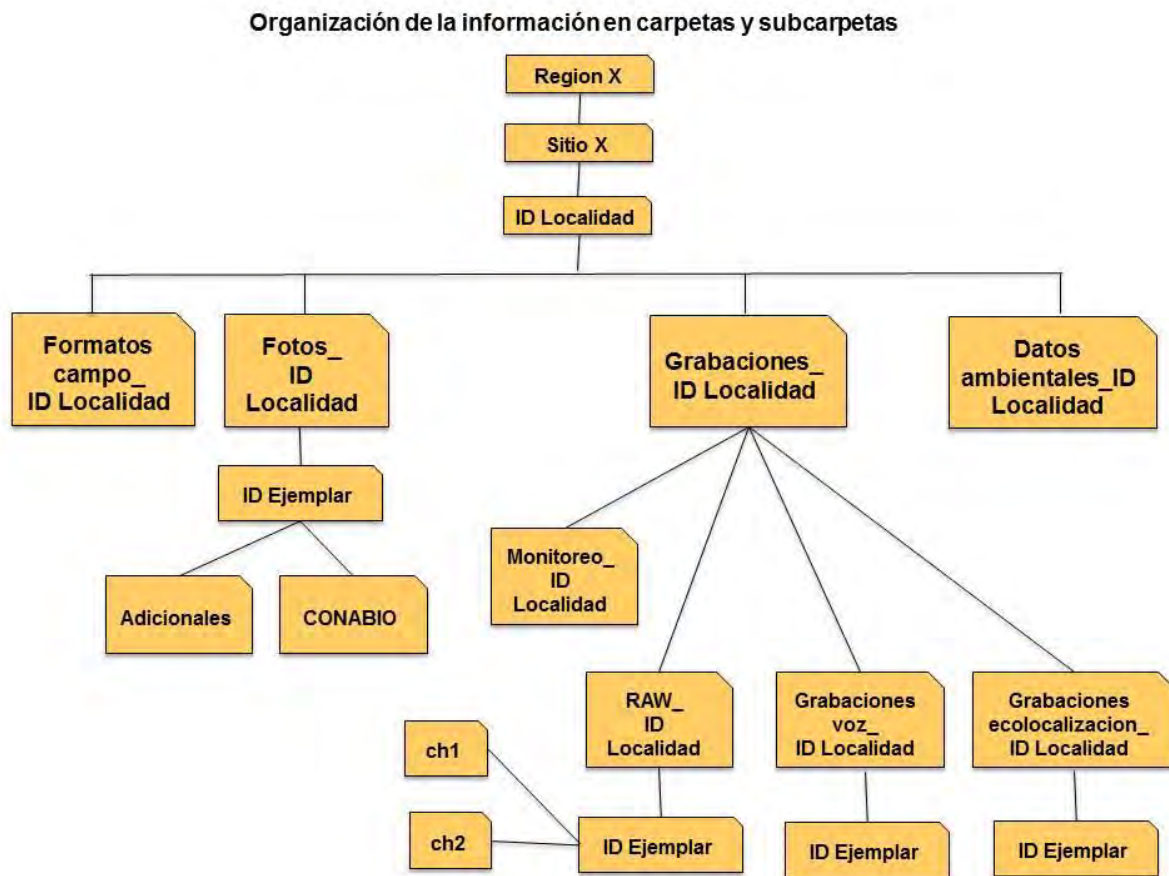 Organización de la información en carpetas y subcarpetas
Region X
Sitio X
ID Localidad
Formatos
campo_
ID Localidad
Fotos_
ID
Localidad
Grabaciones_
ID Localidad
Datos
ambientales_ID
Localidad
ID Ejemplar
Adicionales
CONABIO
Monitoreo_
ID
Localidad
RAW_
ID
Localidad
Grabaciones
voz_
ID Localidad
Grabaciones
ecolocalizacion_
ID Localidad
ch1
ch2
ID Ejemplar
ID Ejemplar
ID Ejemplar